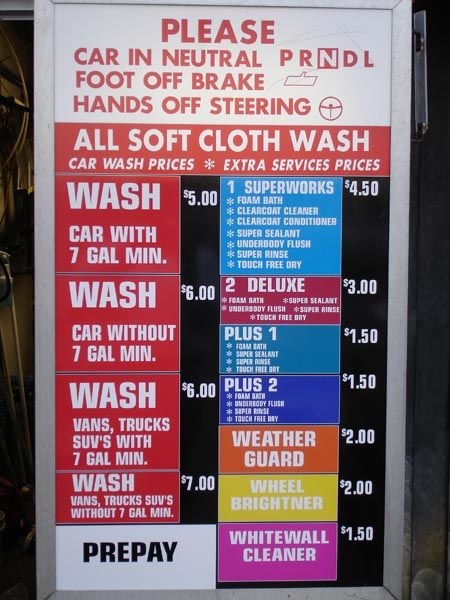 PLEASE
CAR IN NEUTRAL P R N D L
FOOT OFF BRAKE
HANDS OFF STEERING
ALL SOFT CLOTH WASH
CAR WASH PRICES * EXTRA SERVICES PRICES
WASH $5.00
CAR WITH
7 GAL MIN.
WASH $6.00
CAR WITHOUT
7 GAL MIN.
WASH $6.00
VANS, TRUCKS
SUV'S WITH
7 GAL MIN.
WASH $7.00
VANS, TRUCKS SUV'S
WITHOUT 7 GAL MIN.
PREPAY
1 SUPERWORKS $4.50
* FOAM BATH
* CLEARCOAT CLEANER
* CLEARCOAT CONDITIONER
* SUPER SEALANT
* UNDERBODY FLUSH
* SUPER RINSE
* TOUCH FREE DRY
2 DELUXE $3.00
* FOAM BATH * SUPER SEALANT
* UNDERBODY FLUSH * SUPER RINSE
* TOUCH FREE DRY
PLUS 1 $1.50
* FOAM BATH
* SUPER SEALANT
* SUPER RINSE
* TOUCH FREE DRY
PLUS 2 $1.50
* FOAM BATH
* UNDERBODY FLUSH
* SUPER RINSE
* TOUCH FREE DRY
WEATHER $2.00
GUARD
WHEEL $2.00
BRIGHTNER
WHITEWALL $1.50
CLEANER